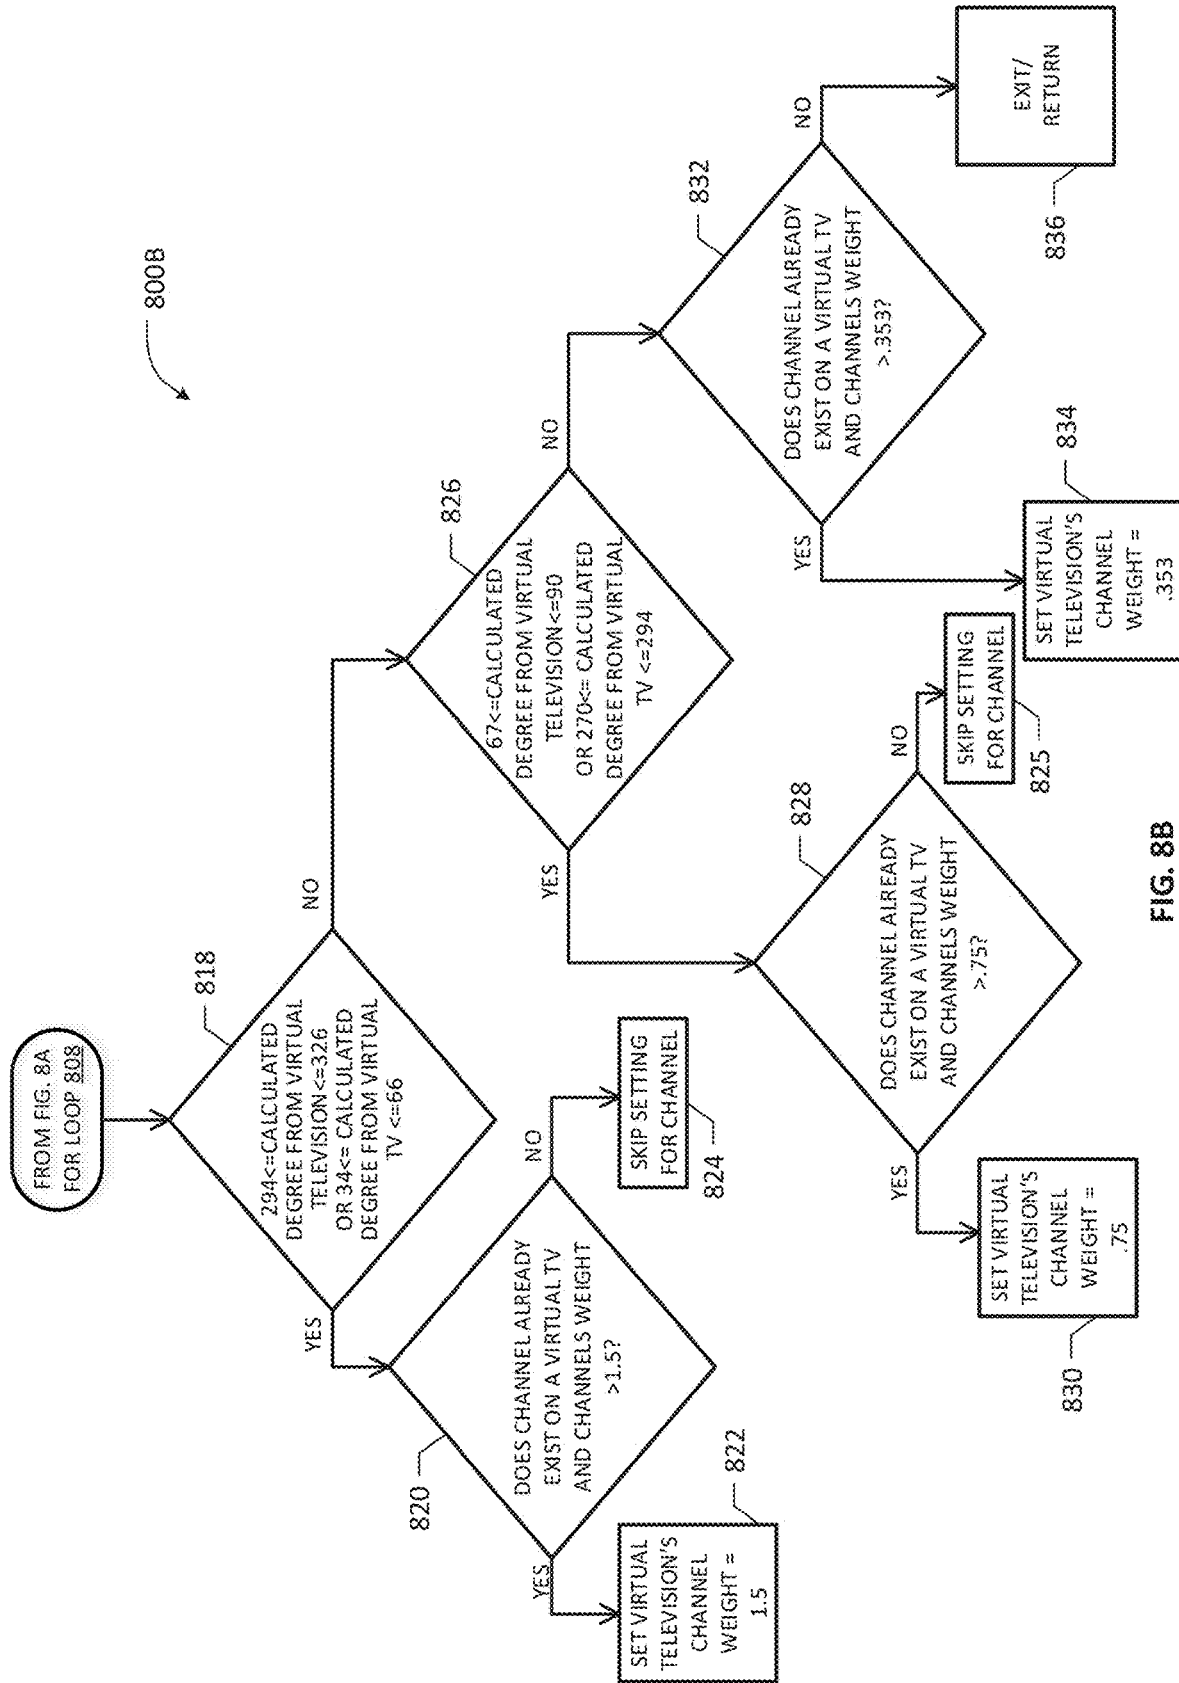 800B
FROM FIG. 8A
FOR LOOP 808
818
294<=CALCULATED
DEGREE FROM VIRTUAL
TELEVISION<=326
OR 34<= CALCULATED
DEGREE FROM VIRTUAL
TV <=66
YES
NO
820
DOES CHANNEL ALREADY
EXIST ON A VIRTUAL TV
AND CHANNELS WEIGHT
>1.5?
YES
NO
SET VIRTUAL
TELEVISION'S
CHANNEL
WEIGHT =
1.5
822
SKIP SETTING
FOR CHANNEL
824
826
67<=CALCULATED
DEGREE FROM VIRTUAL
TELEVISION<=90
OR 270<= CALCULATED
DEGREE FROM VIRTUAL
TV <=294
YES
NO
828
DOES CHANNEL ALREADY
EXIST ON A VIRTUAL TV
AND CHANNELS WEIGHT
>.75?
YES
NO
SET VIRTUAL
TELEVISION'S
CHANNEL
WEIGHT =
.75
830
SKIP SETTING
FOR CHANNEL
825
832
DOES CHANNEL ALREADY
EXIST ON A VIRTUAL TV
AND CHANNELS WEIGHT
>.353?
YES
NO
SET VIRTUAL
TELEVISION'S
CHANNEL
WEIGHT =
.353
834
EXIT/
RETURN
836
FIG. 8B